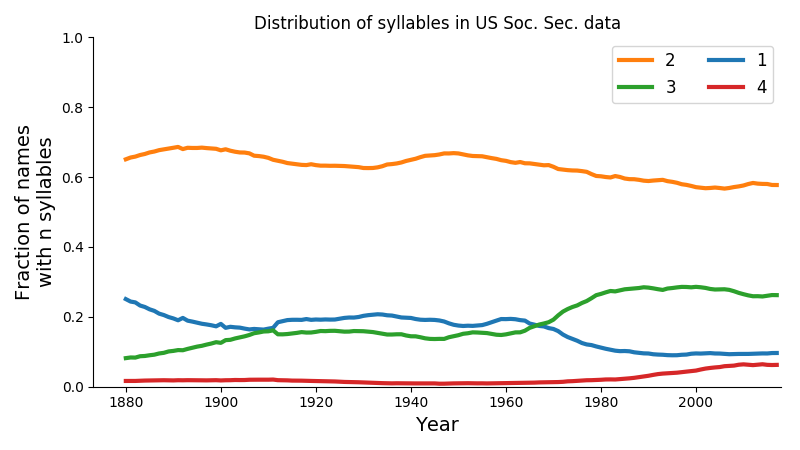 Distribution of syllables in US Soc. Sec. data
Fraction of names
with n syllables
1.0
0.8
0.6
0.4
0.2
0.0
2 1
3 4
1880 1900 1920 1940 1960 1980 2000
Year